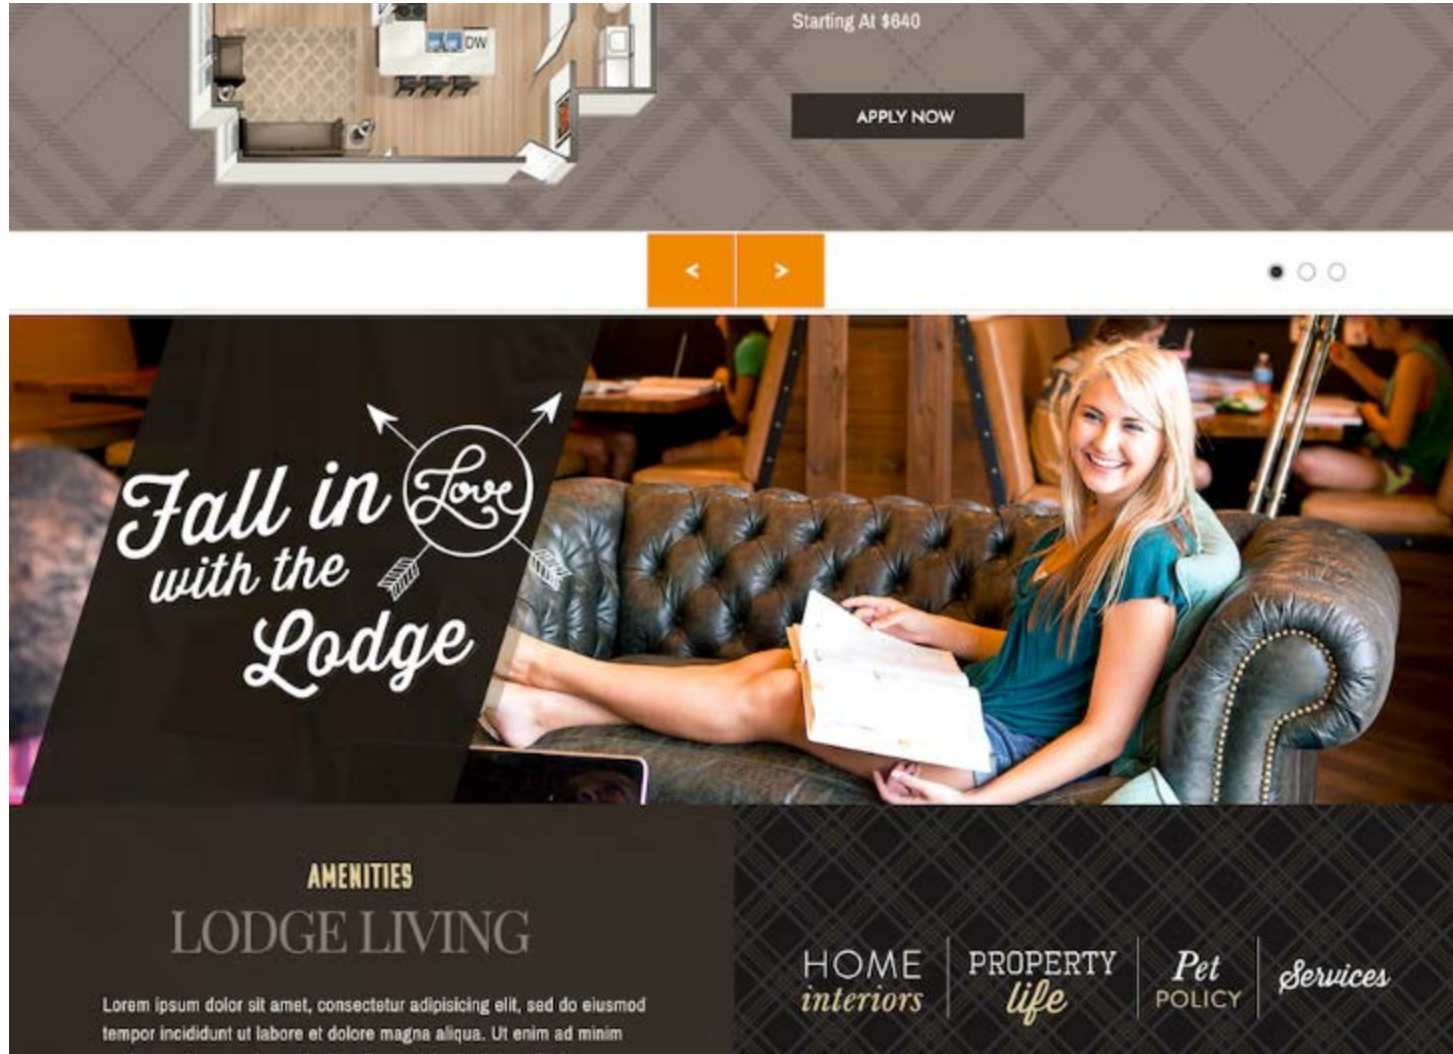 DW
Starting At $640
APPLY NOW
< >
Fall in Love
with the
Lodge
AMENITIES
LODGE LIVING
Lorem ipsum dolor sit amet, consectetur adipisicing elit, sed do eiusmod
tempor incididunt ut labore et dolore magna aliqua. Ut enim ad minim
HOME
interiors
PROPERTY
life
Pet
POLICY
Services